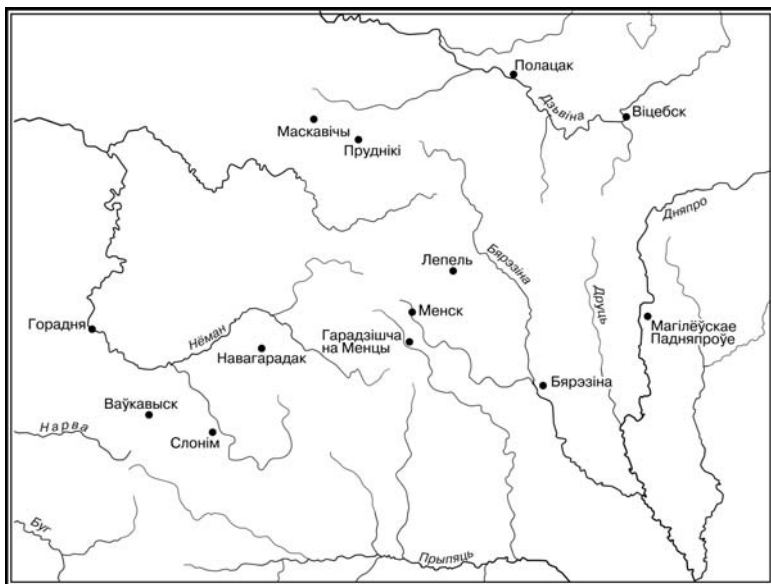 Полацак
Дзьвіна
Віцебск
Маскавічы
Пруднікі
Дняпро
Лепель
Бярэзіна
Друць
Менск
Магілёўскае
Падняпроўе
Горадня
Нёман
Гарадзішча
на Менцы
Навагарадак
Бярэзіна
Ваўкавыск
Нарва
Слонім
Буг
Прыпяць